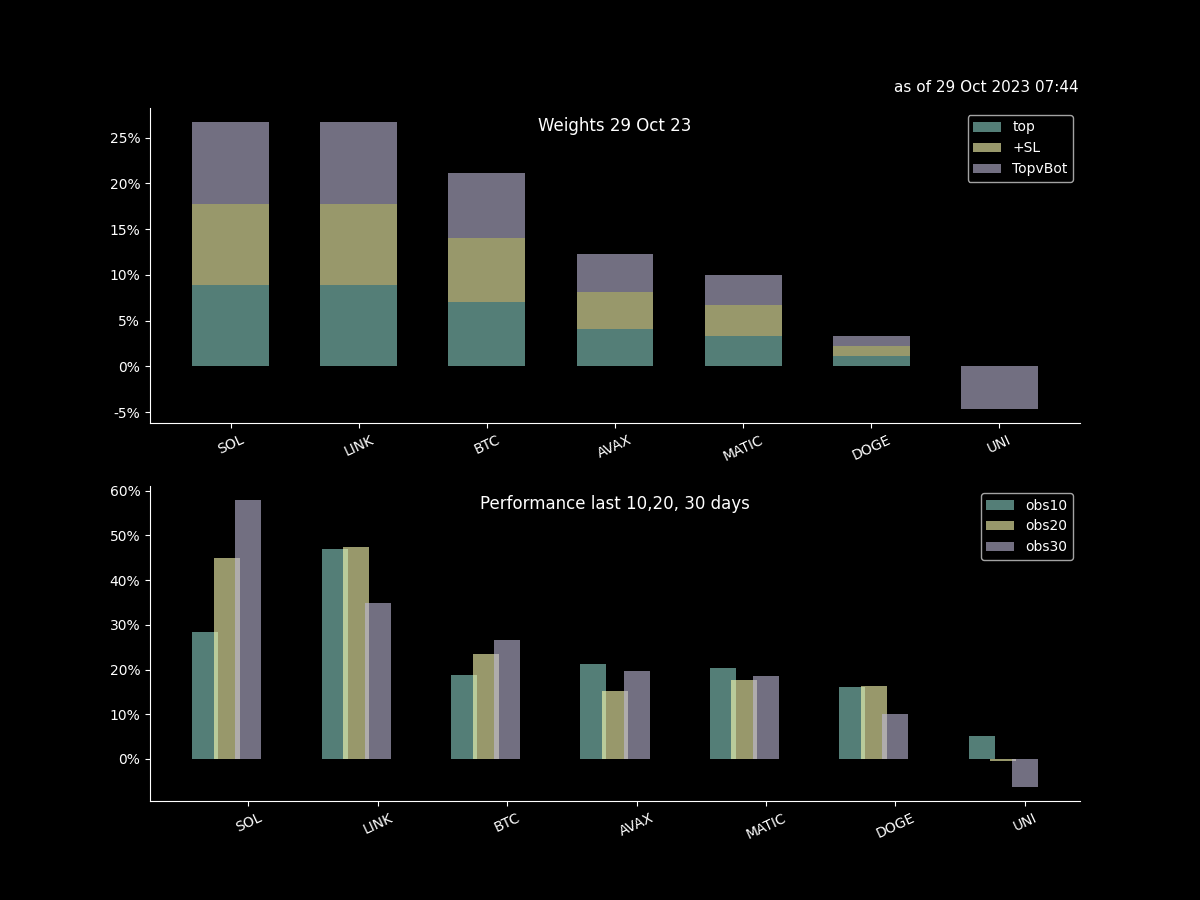 as of 29 Oct 2023 07:44
Weights 29 Oct 23
top
+SL
TopvBot
25%
20%
15%
10%
5%
0%
-5%
SOL LINK BTC AVAX MATIC DOGE UNI
Performance last 10,20, 30 days
obs10
obs20
obs30
60%
50%
40%
30%
20%
10%
0%
SOL LINK BTC AVAX MATIC DOGE UNI